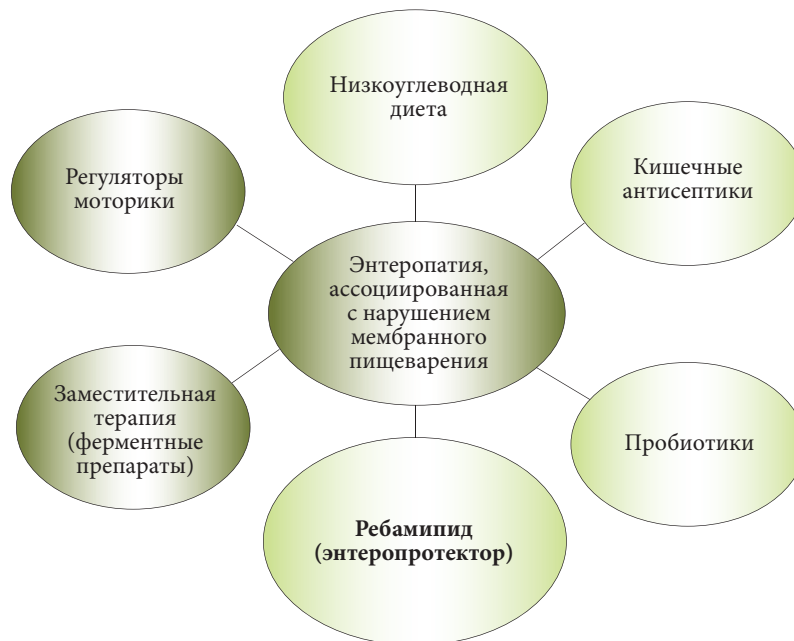 Низкоуглеводная
диета
Регуляторы
моторики
Кишечные
антисептики
Энтеропатия,
ассоциированная
с нарушением
мембранного
пищеварения
Заместительная
терапия
(ферментные
препараты)
Пробиотики
Ребамипид
(энтеропротектор)